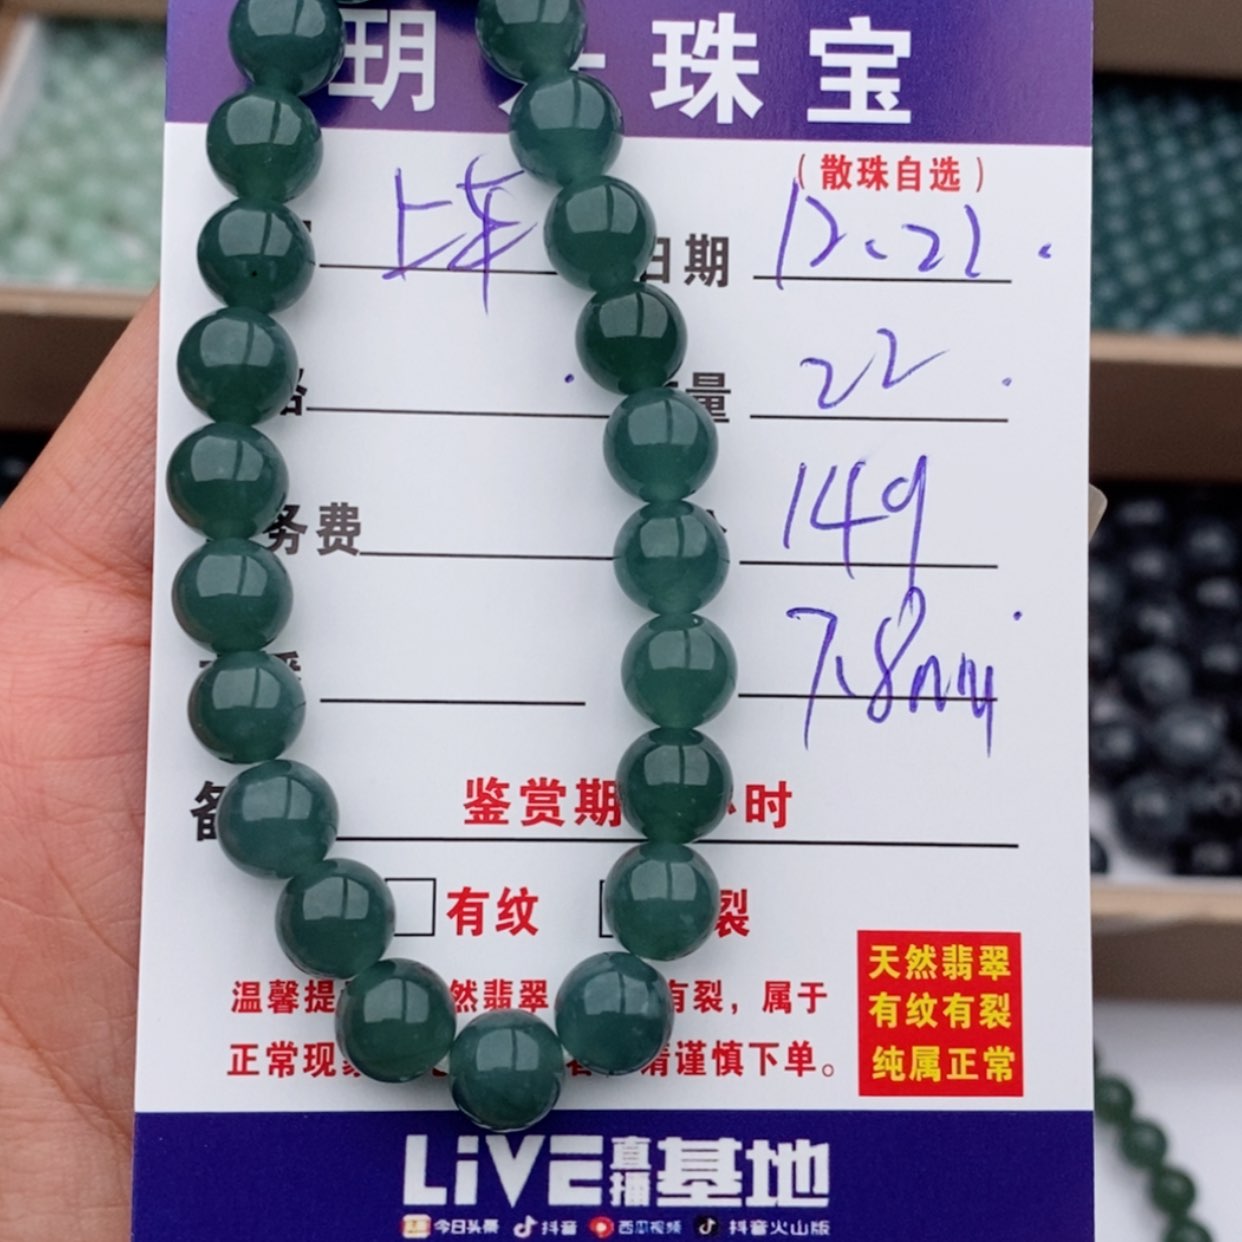 玥 珠宝
(散珠自选)
日期 12.21
量 22
务费 149
7.8mm
备 鉴赏期 小时
有纹 裂
温馨提 然翡翠 有裂，属于
正常现 请谨慎下单。
天然翡翠
有纹有裂
纯属正常
LiVE直播基地
今日头条 抖音 西瓜视频 抖音火山版